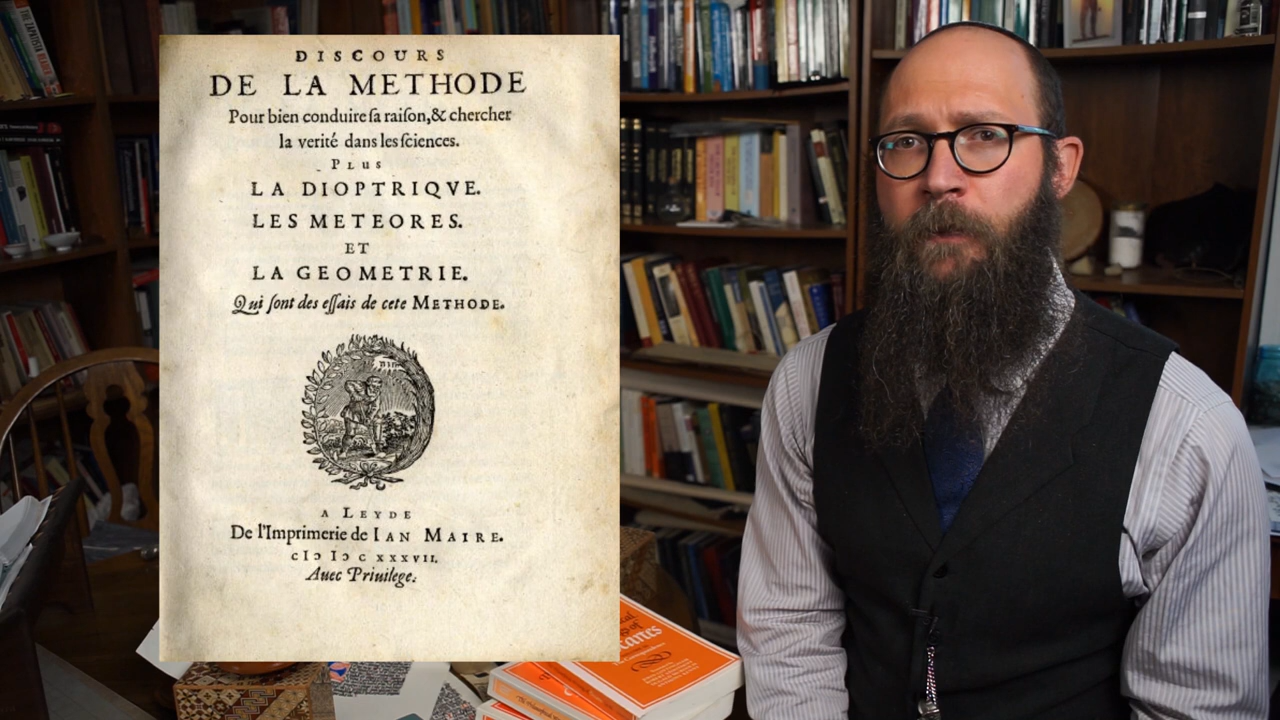 DISCOURS
DE LA METHODE
Pour bien conduire ſa raiſon, & chercher
la verité dans les ſciences.
PLUS
LA DIOPTRIQVE.
LES METEORES.
ET
LA GEOMETRIE.
Qui ſont des eſſais de cete METHODE.
A LEYDE
De l'Imprimerie de IAN MAIRE.
cIↄ Iↄ c XXXVII.
Auec Priuilege.